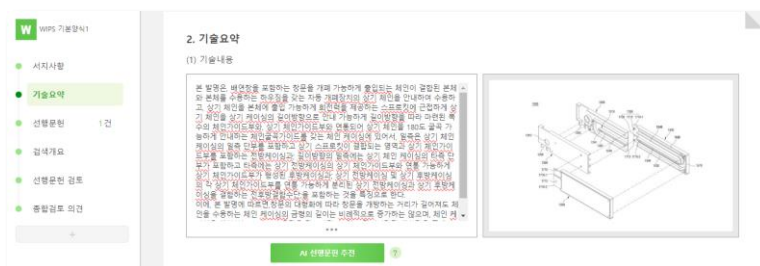 WIPS 기본양식1
서지사항
기술요약
선행문헌 1 건
검색개요
선행문헌 검토
종합검토 의견
+
2. 기술요약
(1) 기술내용
본 발명은, 배연창을 포함하는 창문을 개폐 가능하게 출입되는 체인이 결합된 본체
와 본체를 수용하는 하우징을 갖는 자동 개폐장치의 상기 체인을 안내하여 수용하
고, 상기 체인을 본체에 출입 가능하게 회전력을 제공하는 스프로킷에 근접하게 상
기 체인을 상기 케이싱의 길이방향으로 안내 가능하게 길이방향을 따라 마련된 복
수의 체인가이드부와, 상기 체인가이드부와 연통되어 상기 체인을 180도 굴곡 가
능하게 안내하는 체인굴곡가이드를 갖는 체인 케이싱에 있어서, 일측은 상기 체인
케이싱의 일측 단부를 포함하고 상기 스프로킷이 결합되는 영역과 상기 체인가이
드부를 포함하는 전방케이싱과; 길이방향의 일측에는 상기 체인 케이싱의 타측 단
부가 포함하고 타측에는 상기 전방케이싱의 상기 체인가이드부와 연통 가능하게
상기 체인가이드부가 형성된 후방케이싱과; 상기 전방케이싱 및 상기 후방케이싱
의 각 상기 체인가이드부를 연통 가능하게 분리된 상기 전방케이싱과 상기 후방케
이싱을 결합하는 전후방결합수단을 포함하는 것을 특징으로 한다.
이에, 본 발명에 따르면 창문의 대형화에 따라 창문을 개방하는 거리가 길어져도 체
인을 수용하는 체인 케이싱의 금형의 길이는 비례적으로 증가하는 않으며, 체인 케
AI 선행문헌 추천 ?